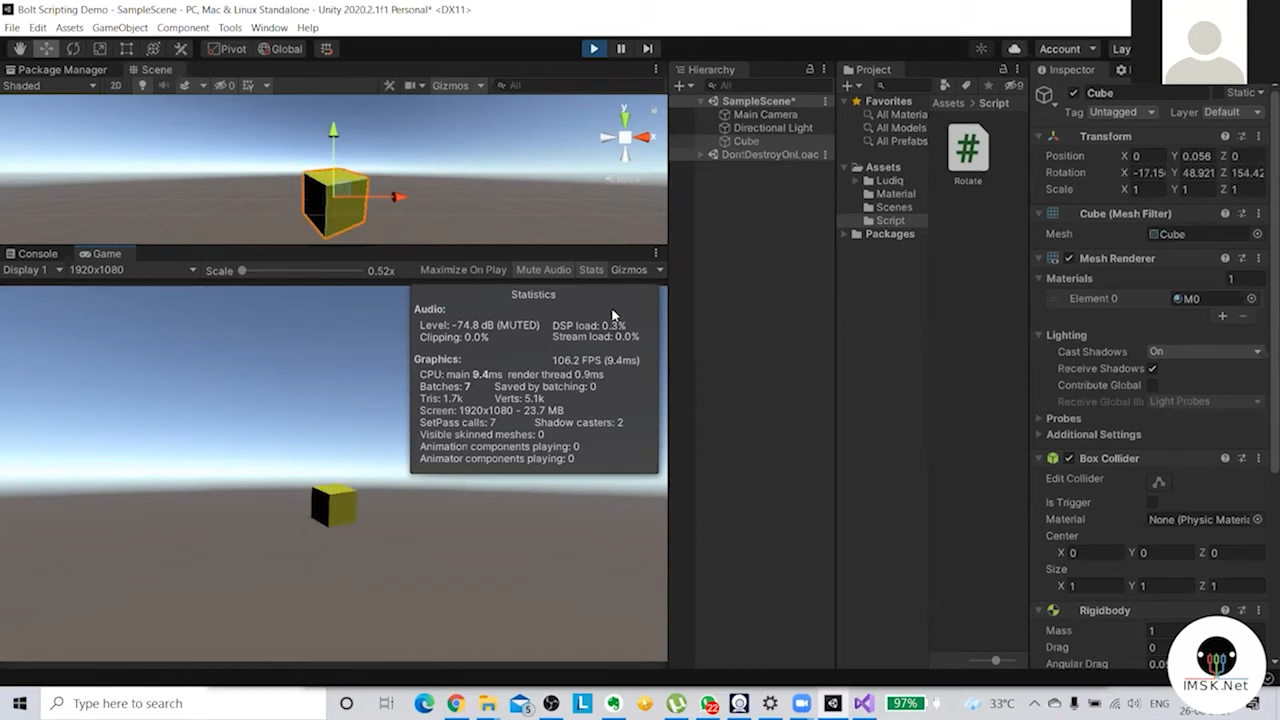 Bolt Scripting Demo - SampleScene - PC, Mac & Linux Standalone - Unity 2020.2.1f1 Personal* <DX11>
File Edit Assets GameObject Component Tools Window Help
Pivot Global Account Lay
Package Manager Scene
Shaded 2D 0 Gizmos All
y
x
Console Game
Display 1 1920x1080 Scale 0.52x Maximize On Play Mute Audio Stats Gizmos
Statistics
Audio:
Level: -74.8 dB (MUTED) DSP load: 0.3%
Clipping: 0.0% Stream load: 0.0%
Graphics: 106.2 FPS (9.4ms)
CPU: main 9.4ms render thread 0.9ms
Batches: 7 Saved by batching: 0
Tris: 1.7k Verts: 5.1k
Screen: 1920x1080 - 23.7 MB
SetPass calls: 7 Shadow casters: 2
Visible skinned meshes: 0
Animation components playing: 0
Animator components playing: 0
Hierarchy
All
SampleScene*
Main Camera
Directional Light
Cube
DontDestroyOnLoac
Project
9
Favorites
All Materia
All Models
All Prefabs
Assets
Ludiq
Material
Scenes
Script
Packages
Assets > Script
#
Rotate
Inspector
Cube Static
Tag Untagged Layer Default
Transform
Position X 0 Y 0.056 Z 0
Rotation X -17.15 Y 48.921 Z 154.42
Scale X 1 Y 1 Z 1
Cube (Mesh Filter)
Mesh Cube
Mesh Renderer
Materials 1
Element 0 M0
+ −
Lighting
Cast Shadows On
Receive Shadows
Contribute Global
Receive Global Illu Light Probes
Probes
Additional Settings
Box Collider
Edit Collider
Is Trigger
Material None (Physic Materia
Center
X 0 Y 0 Z 0
Size
X 1 Y 1 Z 1
Rigidbody
Mass 1
Drag 0
Angular Drag 0.05
IMSK.Net
Type here to search 5 L 22 97% 33°C